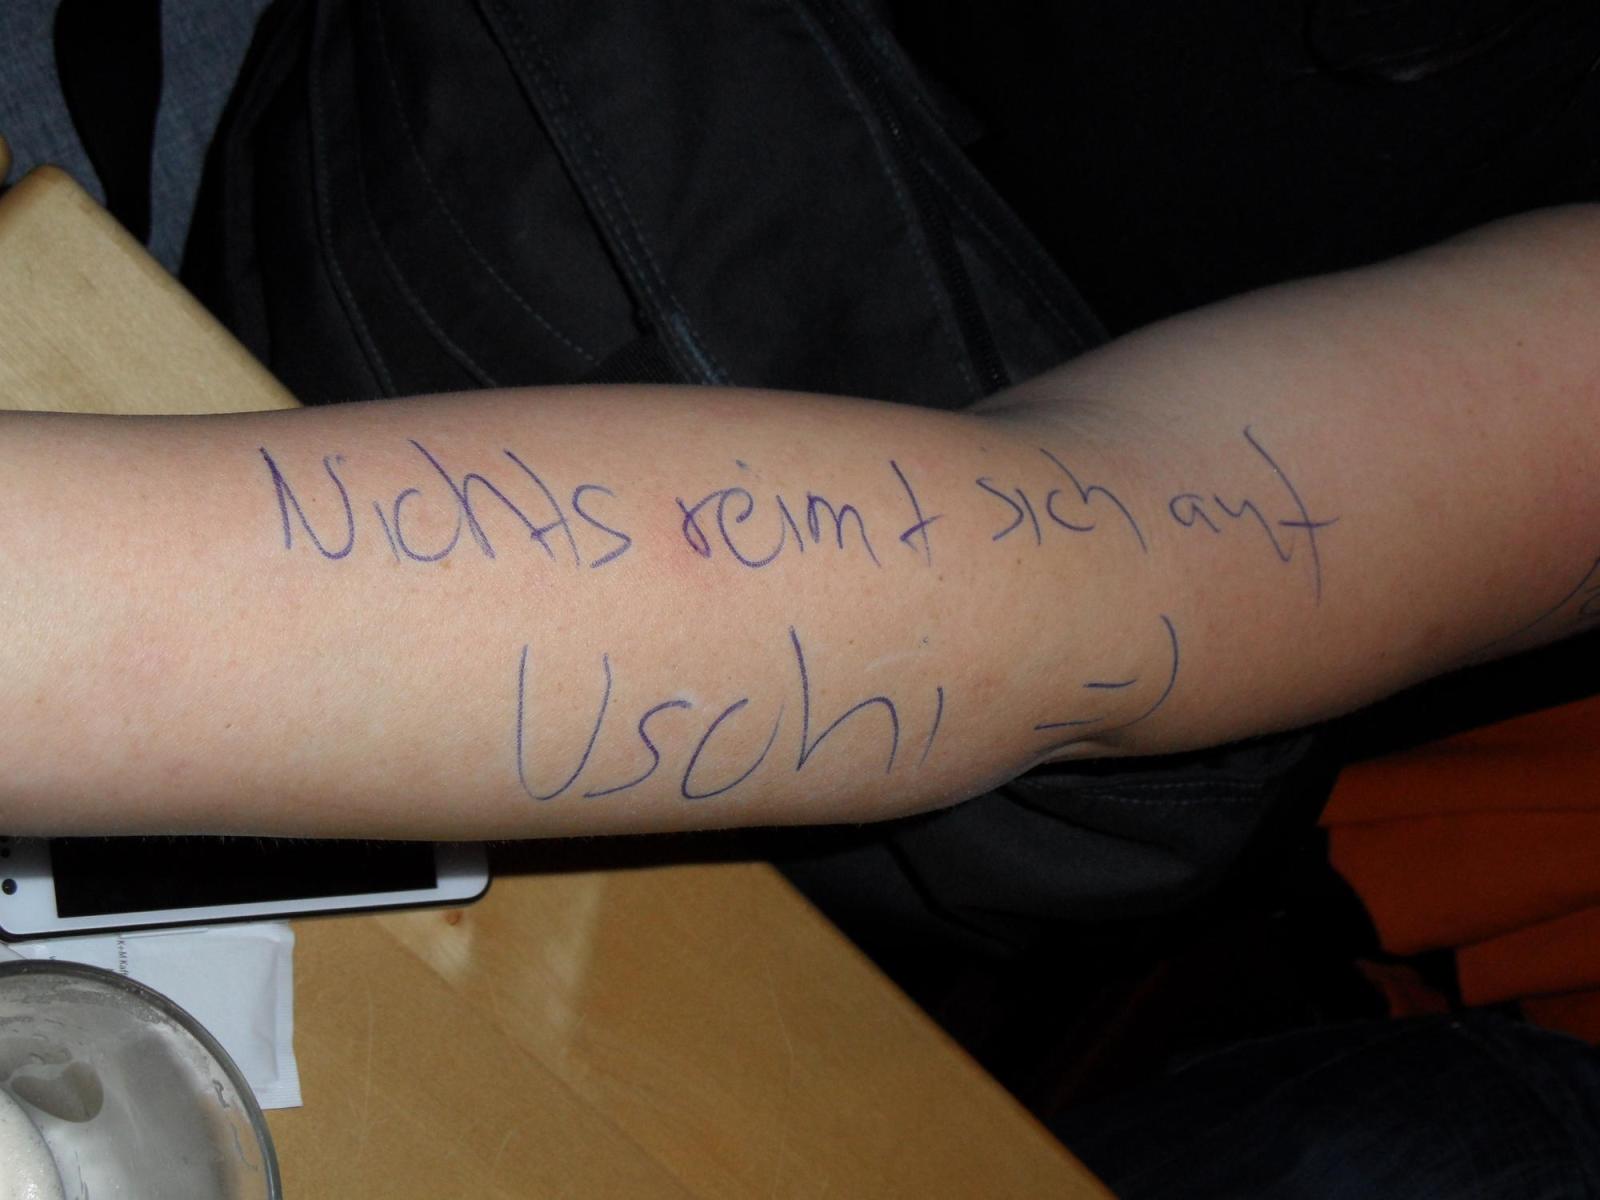 Nichts reimt sich auf
Uschi =)